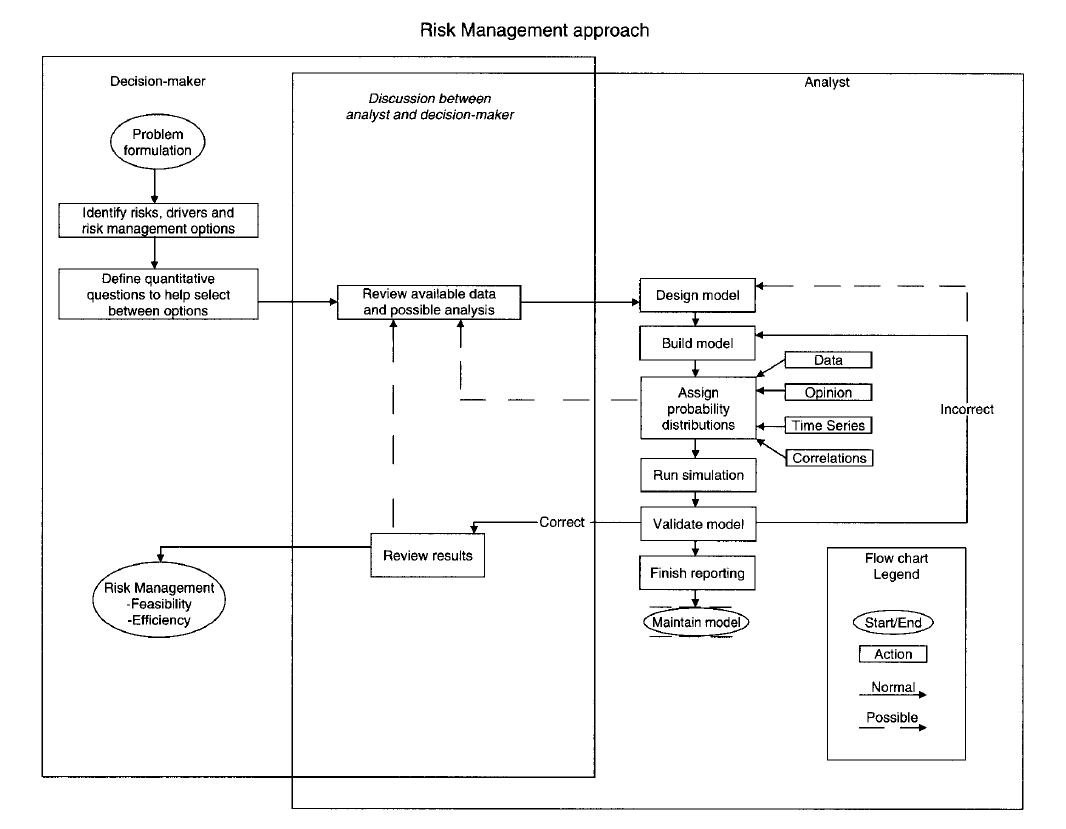 Risk Management approach
Decision-maker
Discussion between
analyst and decision-maker
Analyst
Problem
formulation
Identify risks, drivers and
risk management options
Define quantitative
questions to help select
between options
Review available data
and possible analysis
Design model
Build model
Assign
probability
distributions
Data
Opinion
Time Series
Correlations
Incorrect
Run simulation
Validate model
Correct
Review results
Finish reporting
Maintain model
Risk Management
-Feasibility
-Efficiency
Flow chart
Legend
Start/End
Action
Normal
Possible